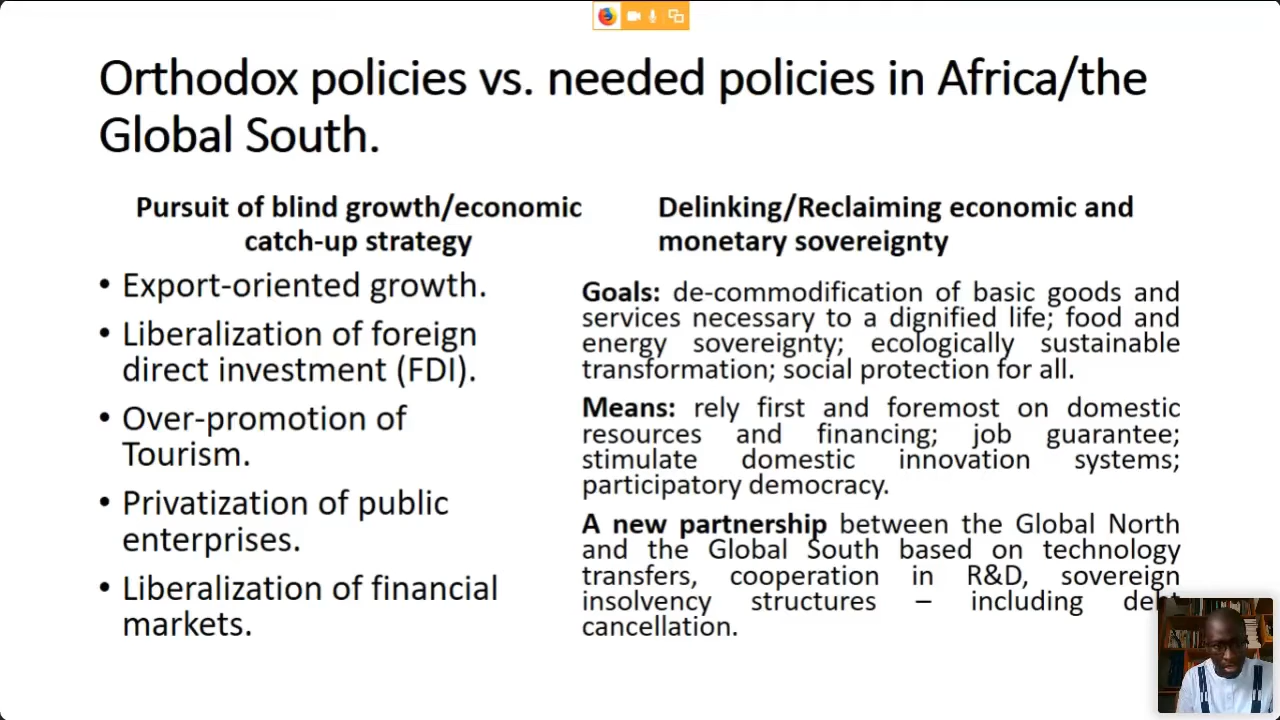 Orthodox policies vs. needed policies in Africa/the
Global South.
Pursuit of blind growth/economic
catch-up strategy
• Export-oriented growth.
• Liberalization of foreign
direct investment (FDI).
• Over-promotion of
Tourism.
• Privatization of public
enterprises.
• Liberalization of financial
markets.
Delinking/Reclaiming economic and
monetary sovereignty
Goals: de-commodification of basic goods and
services necessary to a dignified life; food and
energy sovereignty; ecologically sustainable
transformation; social protection for all.
Means: rely first and foremost on domestic
resources and financing; job guarantee;
stimulate domestic innovation systems;
participatory democracy.
A new partnership between the Global North
and the Global South based on technology
transfers, cooperation in R&D, sovereign
insolvency structures – including debt
cancellation.